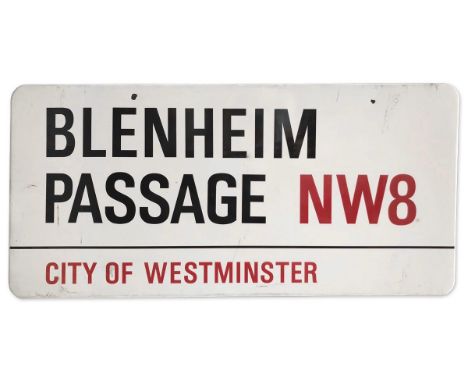 BLENHEIM
PASSAGE NW8
CITY OF WESTMINSTER